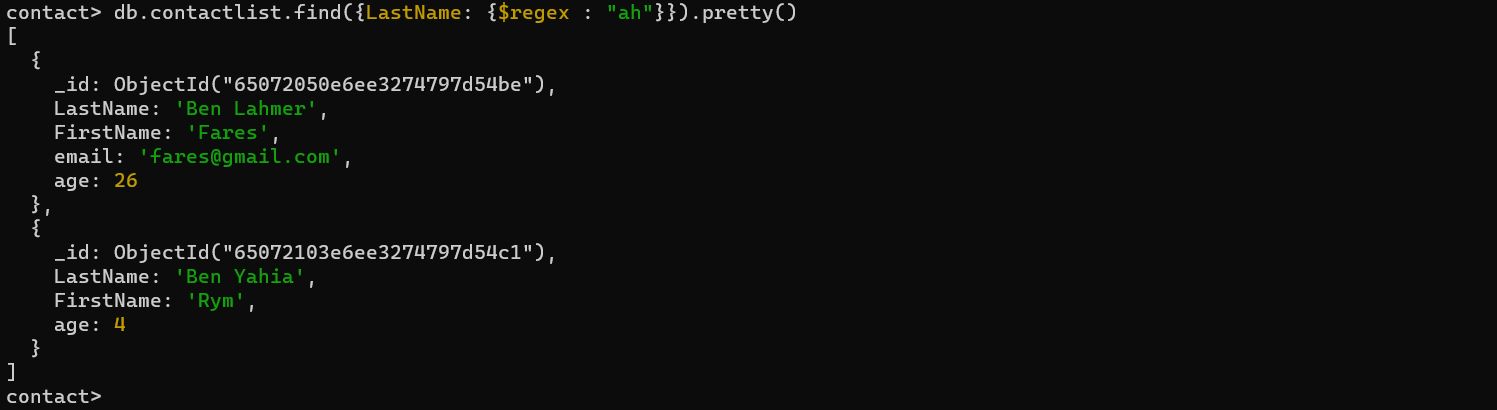 contact> db.contactlist.find({LastName: {$regex : "ah"}}).pretty()
[
  {
    _id: ObjectId("65072050e6ee3274797d54be"),
    LastName: 'Ben Lahmer',
    FirstName: 'Fares',
    email: 'fares@gmail.com',
    age: 26
  },
  {
    _id: ObjectId("65072103e6ee3274797d54c1"),
    LastName: 'Ben Yahia',
    FirstName: 'Rym',
    age: 4
  }
]
contact>